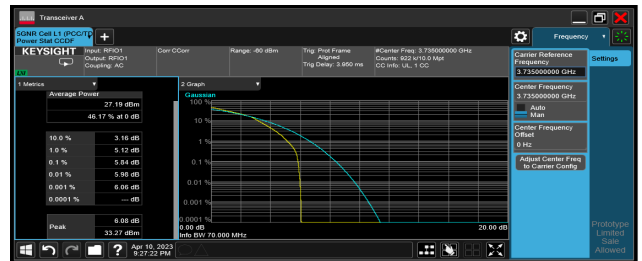 Transceiver A
5GNR Cell L1 (PCC/TD
Power Stat CCDF
Frequency
KEYSIGHT
LU
Input: RFIO1
Output: RFIO1
Coupling: AC
Corr CCorr
Range: -60 dBm
Trig: Prot Frame
Aligned
Trig Delay: 3.950 ms
#Center Freq: 3.735000000 GHz
Counts: 922 k/10.0 Mpt
CC Info: UL, 1 CC
1 Metrics
Average Power
27.19 dBm
46.17 % at 0 dB
10.0 % 3.16 dB
1.0 % 5.12 dB
0.1 % 5.84 dB
0.01 % 5.98 dB
0.001 % 6.06 dB
0.0001 % --- dB
Peak
6.08 dB
33.27 dBm
2 Graph
Gaussian
100 %
10 %
1 %
0.1 %
0.01 %
0.001 %
0.0001 %
0.00 dB
20.00 dB
Info BW 70.000 MHz
Carrier Reference
Frequency
3.735000000 GHz
Center Frequency
3.735000000 GHz
Auto
Man
Center Frequency
Offset
0 Hz
Adjust Center Freq
to Carrier Config
Settings
Prototype
Limited
Sale
Allowed
Apr 10, 2023
9:27:22 PM